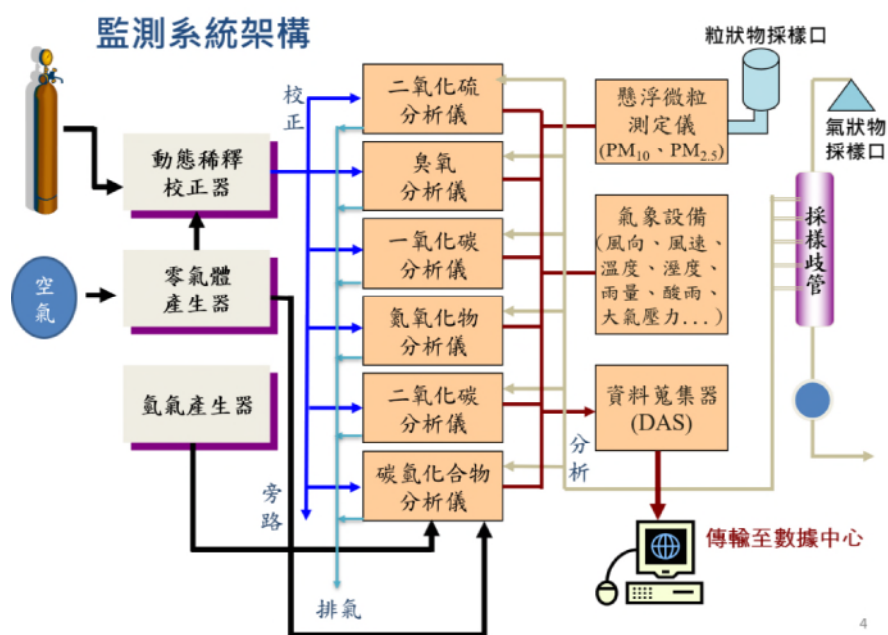 監測系統架構
粒狀物採樣口
氣狀物
採樣口
校正
二氧化硫
分析儀
懸浮微粒
測定儀
(PM₁₀、PM₂.₅)
動態稀釋
校正器
臭氧
分析儀
採樣歧管
空氣
零氣體
產生器
一氧化碳
分析儀
氣象設備
(風向、風速、
溫度、溼度、
雨量、酸雨、
大氣壓力...)
氮氧化物
分析儀
氫氣產生器
二氧化碳
分析儀
資料蒐集器
(DAS)
分析
旁路
碳氫化合物
分析儀
傳輸至數據中心
排氣
4